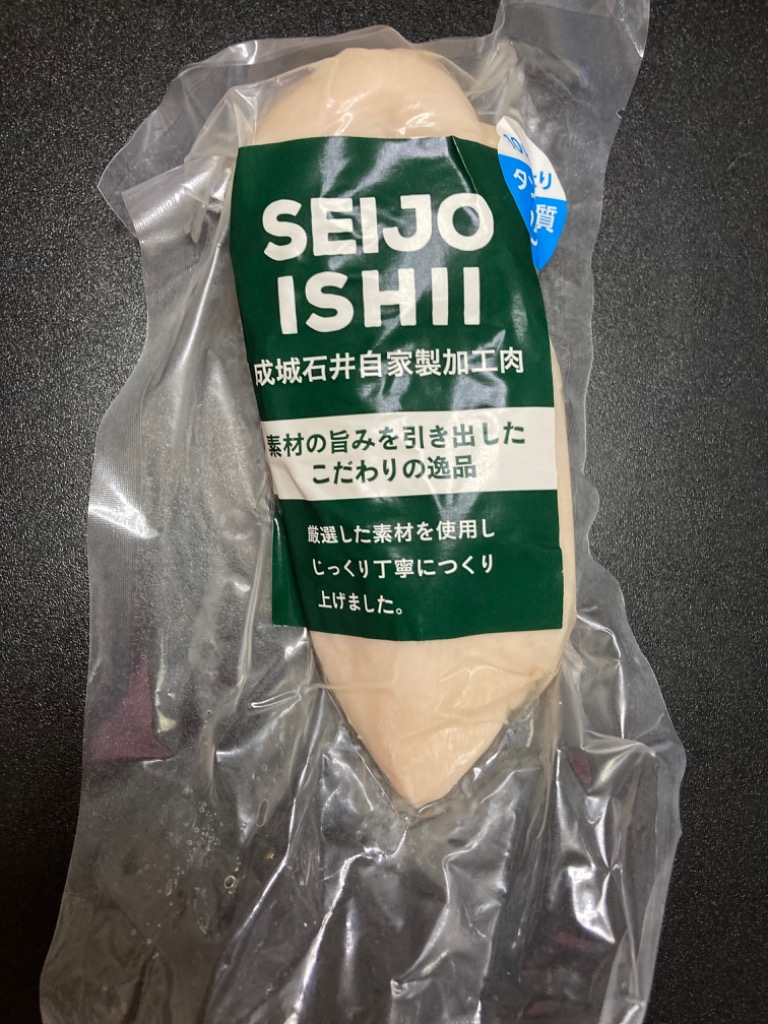 SEIJO
ISHII
成城石井自家製加工肉
素材の旨みを引き出した
こだわりの逸品
厳選した素材を使用し
じっくり丁寧につくり
上げました。